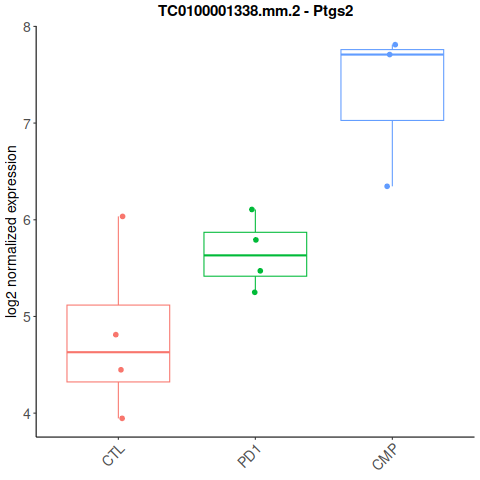 TC0100001338.mm.2 - Ptgs2
log2 normalized expression
8
7
6
5
4
CTL
PD1
CMP